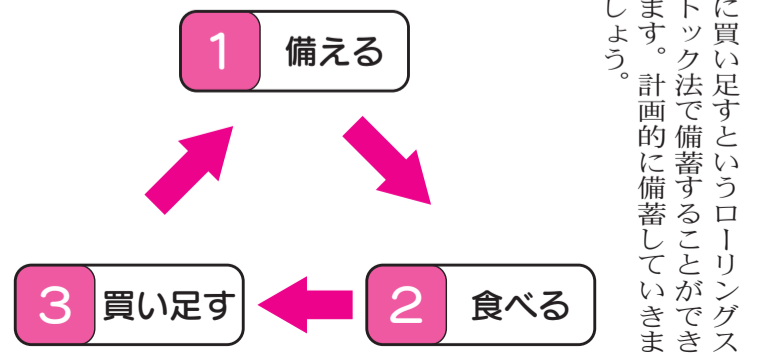 に買い足すというローリングス
トック法で備蓄することができ
ます。計画的に備蓄していきま
しょう。
1 備える
2 食べる
3 買い足す